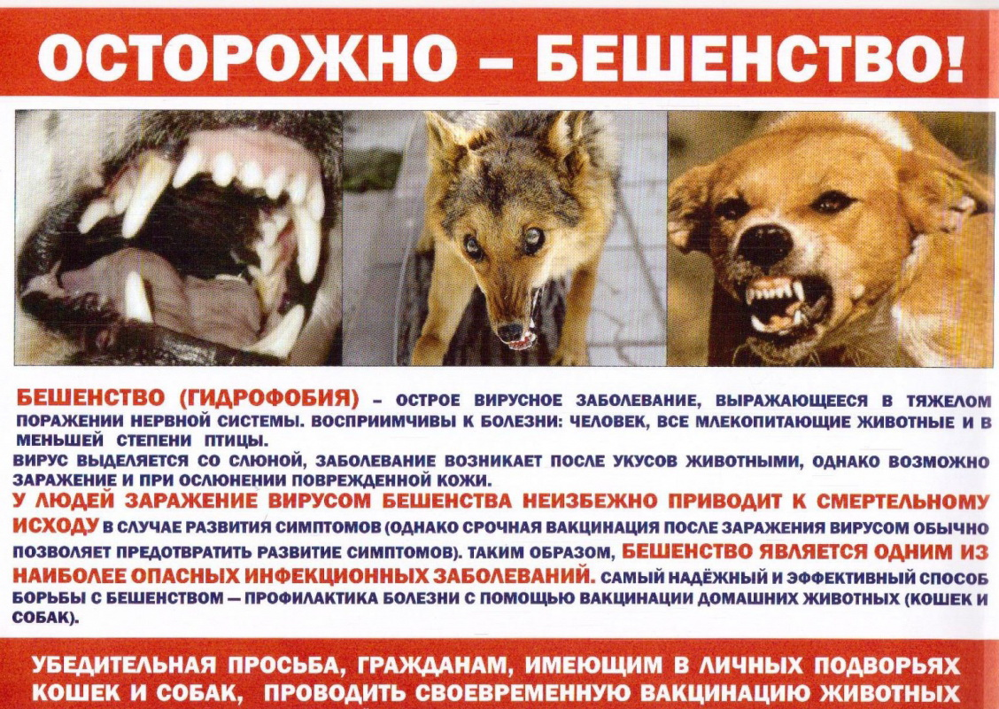 ОСТОРОЖНО – БЕШЕНСТВО!
БЕШЕНСТВО (ГИДРОФОБИЯ) – ОСТРОЕ ВИРУСНОЕ ЗАБОЛЕВАНИЕ, ВЫРАЖАЮЩЕЕСЯ В ТЯЖЕЛОМ
ПОРАЖЕНИИ НЕРВНОЙ СИСТЕМЫ. ВОСПРИИМЧИВЫ К БОЛЕЗНИ: ЧЕЛОВЕК, ВСЕ МЛЕКОПИТАЮЩИЕ ЖИВОТНЫЕ И В
МЕНЬШЕЙ СТЕПЕНИ ПТИЦЫ.
ВИРУС ВЫДЕЛЯЕТСЯ СО СЛЮНОЙ, ЗАБОЛЕВАНИЕ ВОЗНИКАЕТ ПОСЛЕ УКУСОВ ЖИВОТНЫМИ, ОДНАКО ВОЗМОЖНО
ЗАРАЖЕНИЕ И ПРИ ОСЛЮНЕНИИ ПОВРЕЖДЕННОЙ КОЖИ.
У ЛЮДЕЙ ЗАРАЖЕНИЕ ВИРУСОМ БЕШЕНСТВА НЕИЗБЕЖНО ПРИВОДИТ К СМЕРТЕЛЬНОМУ
ИСХОДУ В СЛУЧАЕ РАЗВИТИЯ СИМПТОМОВ (ОДНАКО СРОЧНАЯ ВАКЦИНАЦИЯ ПОСЛЕ ЗАРАЖЕНИЯ ВИРУСОМ ОБЫЧНО
ПОЗВОЛЯЕТ ПРЕДОТВРАТИТЬ РАЗВИТИЕ СИМПТОМОВ). ТАКИМ ОБРАЗОМ, БЕШЕНСТВО ЯВЛЯЕТСЯ ОДНИМ ИЗ
НАИБОЛЕЕ ОПАСНЫХ ИНФЕКЦИОННЫХ ЗАБОЛЕВАНИЙ. САМЫЙ НАДЁЖНЫЙ И ЭФФЕКТИВНЫЙ СПОСОБ
БОРЬБЫ С БЕШЕНСТВОМ — ПРОФИЛАКТИКА БОЛЕЗНИ С ПОМОЩЬЮ ВАКЦИНАЦИИ ДОМАШНИХ ЖИВОТНЫХ (КОШЕК И
СОБАК).
УБЕДИТЕЛЬНАЯ ПРОСЬБА, ГРАЖДАНАМ, ИМЕЮЩИМ В ЛИЧНЫХ ПОДВОРЬЯХ
КОШЕК И СОБАК, ПРОВОДИТЬ СВОЕВРЕМЕННУЮ ВАКЦИНАЦИЮ ЖИВОТНЫХ